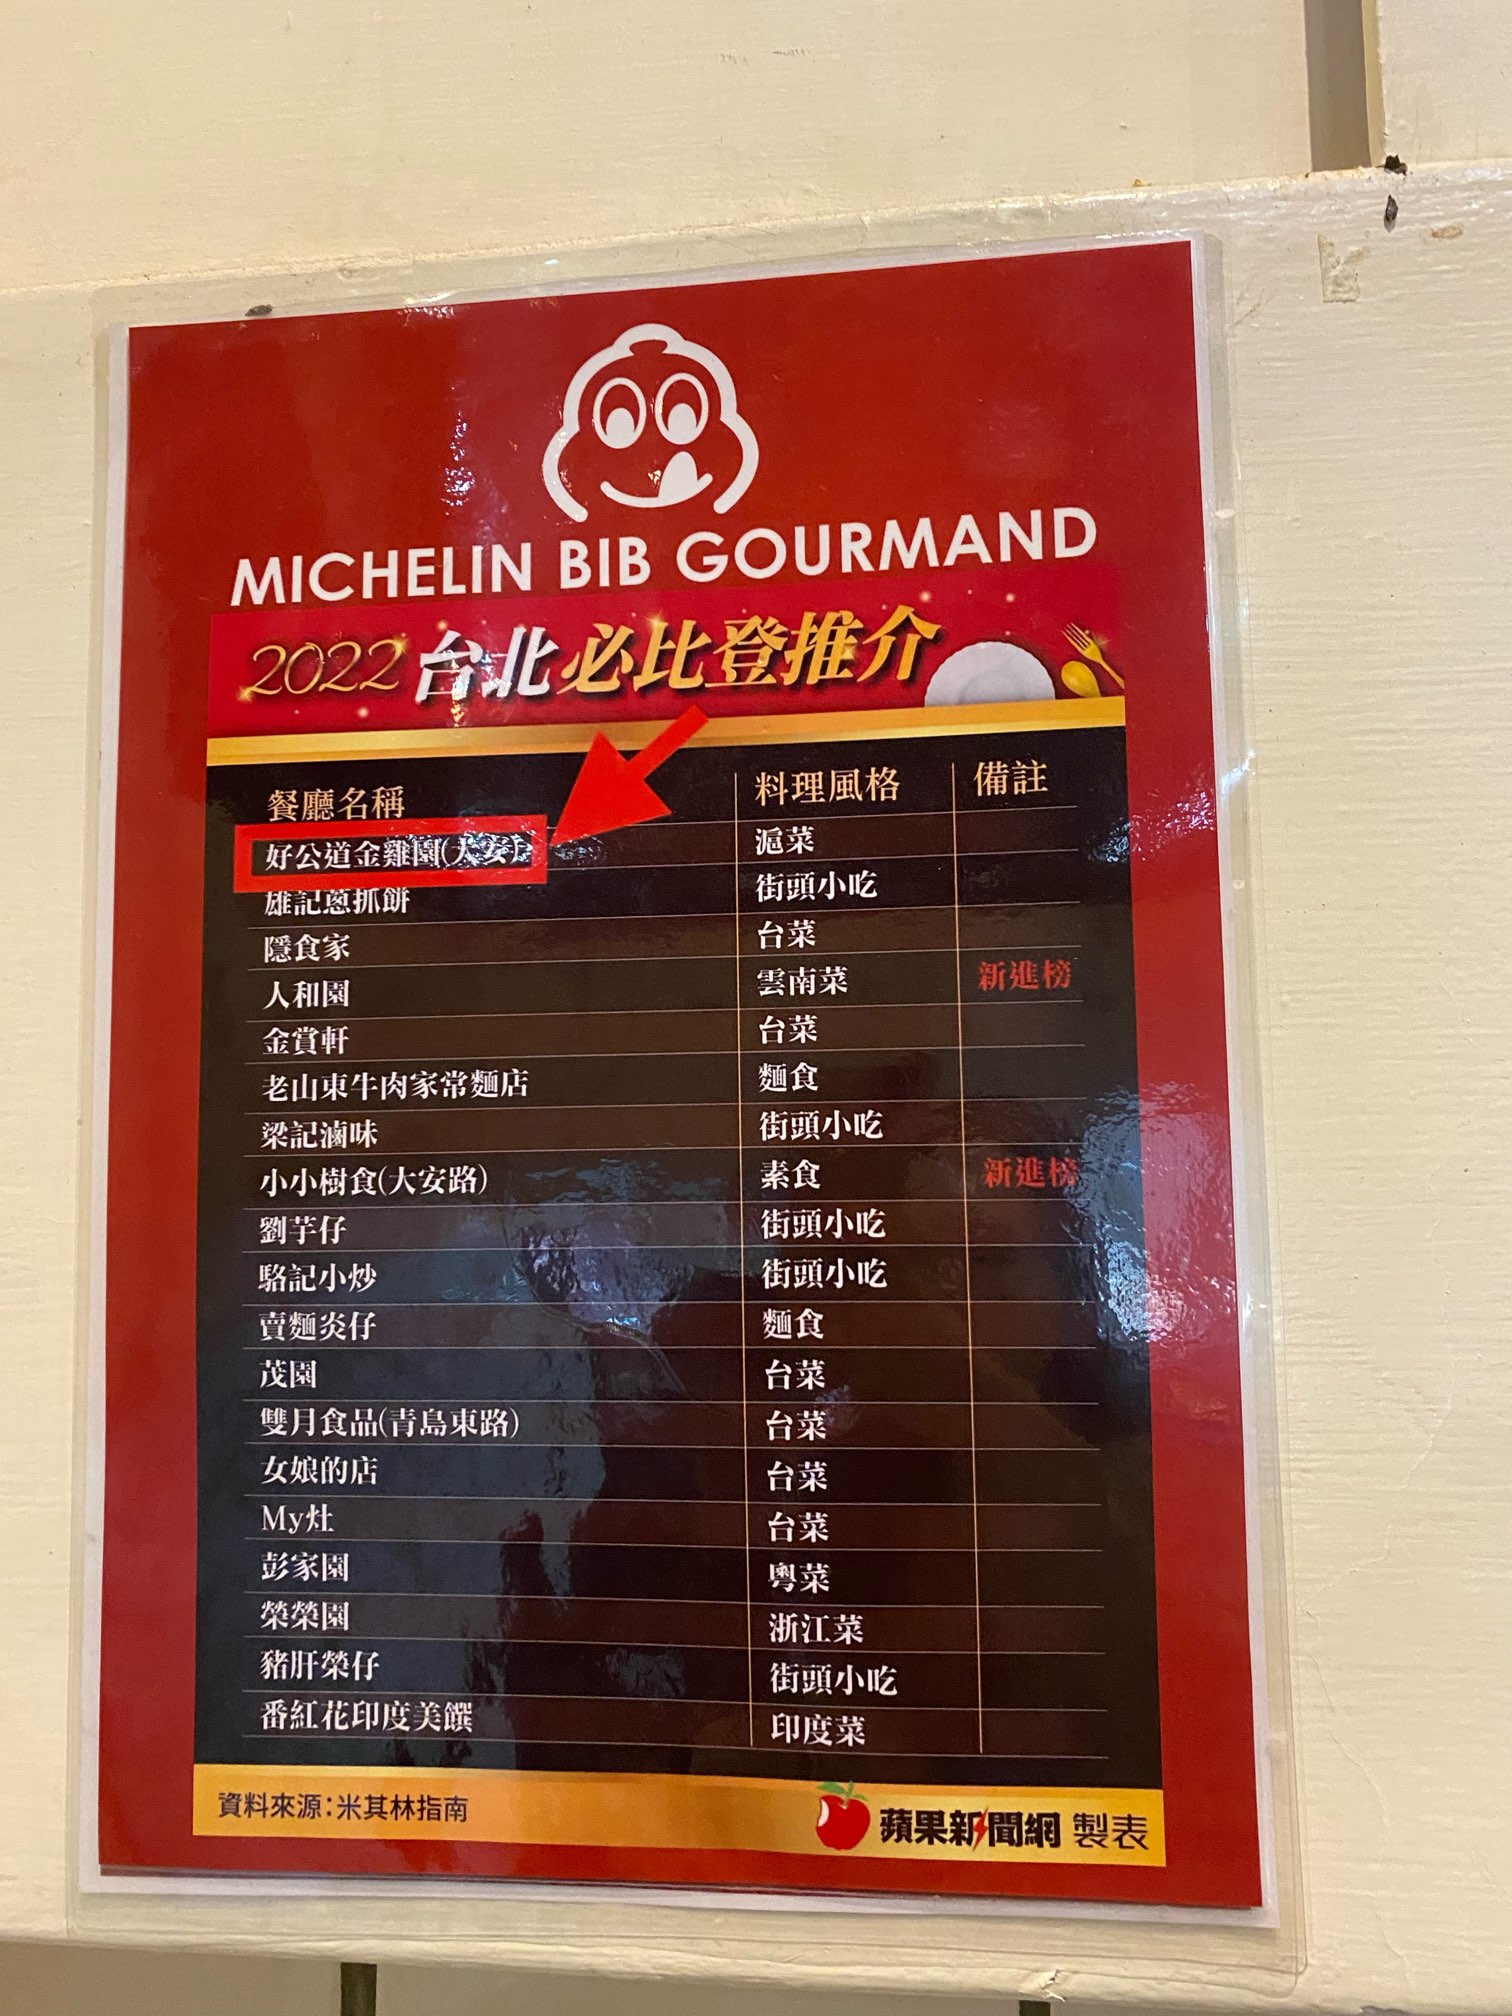 MICHELIN BIB GOURMAND
2022 台北必比登推介
餐廳名稱 料理風格 備註
好公道金雞園(大安) 滬菜
雄記蔥抓餅 街頭小吃
隱食家 台菜
人和園 雲南菜 新進榜
金賞軒 台菜
老山東牛肉家常麵店 麵食
梁記滷味 街頭小吃
小小樹食(大安路) 素食 新進榜
劉芋仔 街頭小吃
駱記小炒 街頭小吃
賣麵炎仔 麵食
茂園 台菜
雙月食品(青島東路) 台菜
女娘的店 台菜
My灶 台菜
彭家園 粵菜
榮榮園 浙江菜
豬肝榮仔 街頭小吃
番紅花印度美饌 印度菜
資料來源：米其林指南 蘋果新聞網 製表